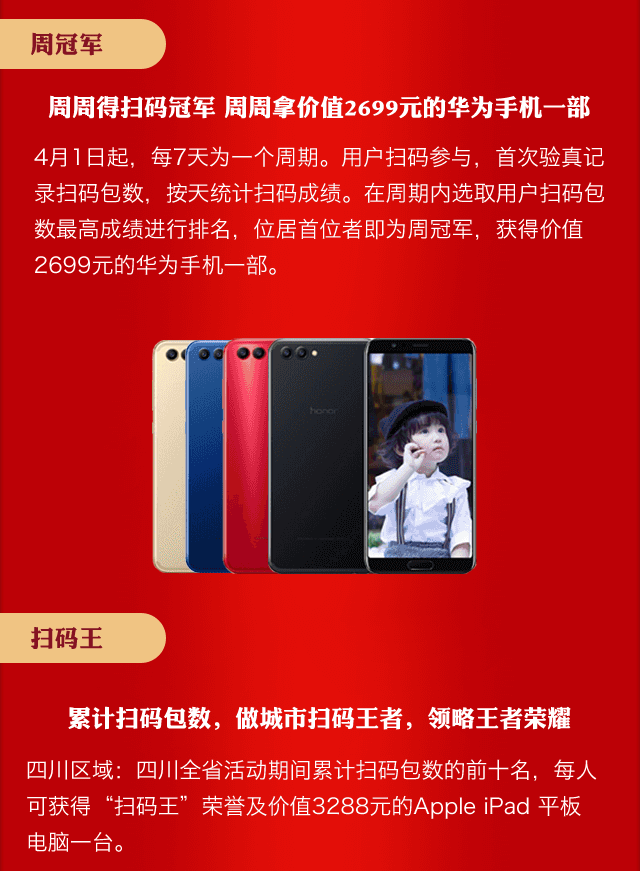 周冠军
周周得扫码冠军 周周拿价值2699元的华为手机一部
4月1日起，每7天为一个周期。用户扫码参与，首次验真记
录扫码包数，按天统计扫码成绩。在周期内选取用户扫码包
数最高成绩进行排名，位居首位者即为周冠军，获得价值
2699元的华为手机一部。
honor
扫码王
累计扫码包数，做城市扫码王者，领略王者荣耀
四川区域：四川全省活动期间累计扫码包数的前十名，每人
可获得“扫码王”荣誉及价值3288元的Apple iPad 平板
电脑一台。